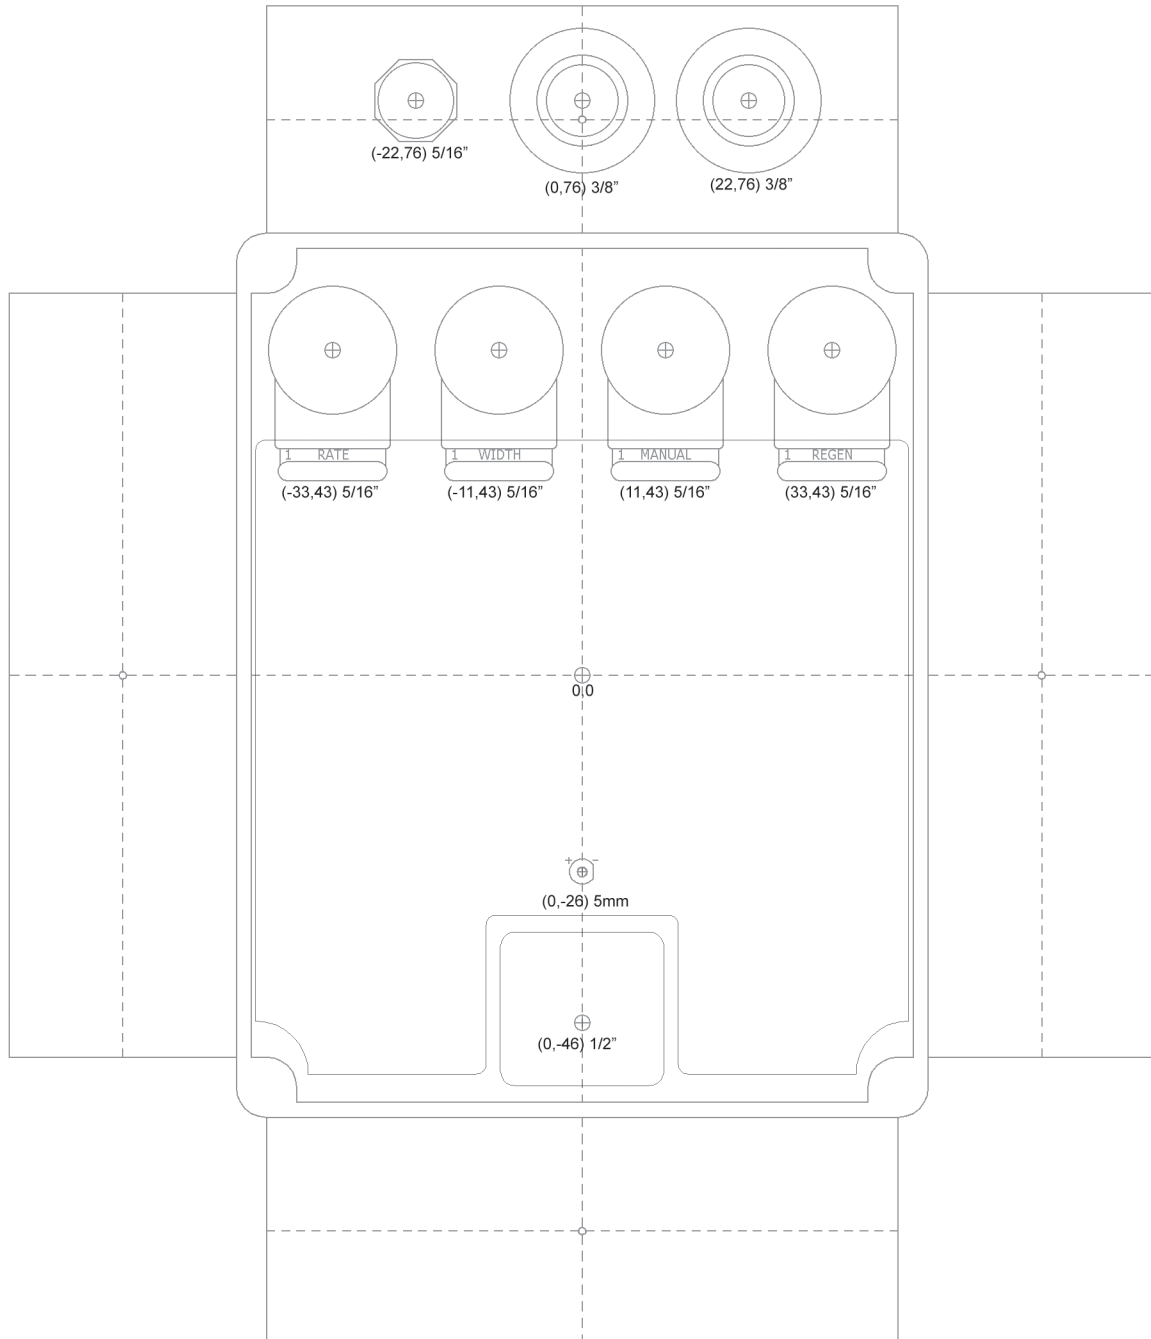 (-22,76) 5/16”
(0,76) 3/8”
(22,76) 3/8”
1 RATE
1 WIDTH
1 MANUAL
1 REGEN
(-33,43) 5/16”
(-11,43) 5/16”
(11,43) 5/16”
(33,43) 5/16”
0,0
+ -
(0,-26) 5mm
(0,-46) 1/2”